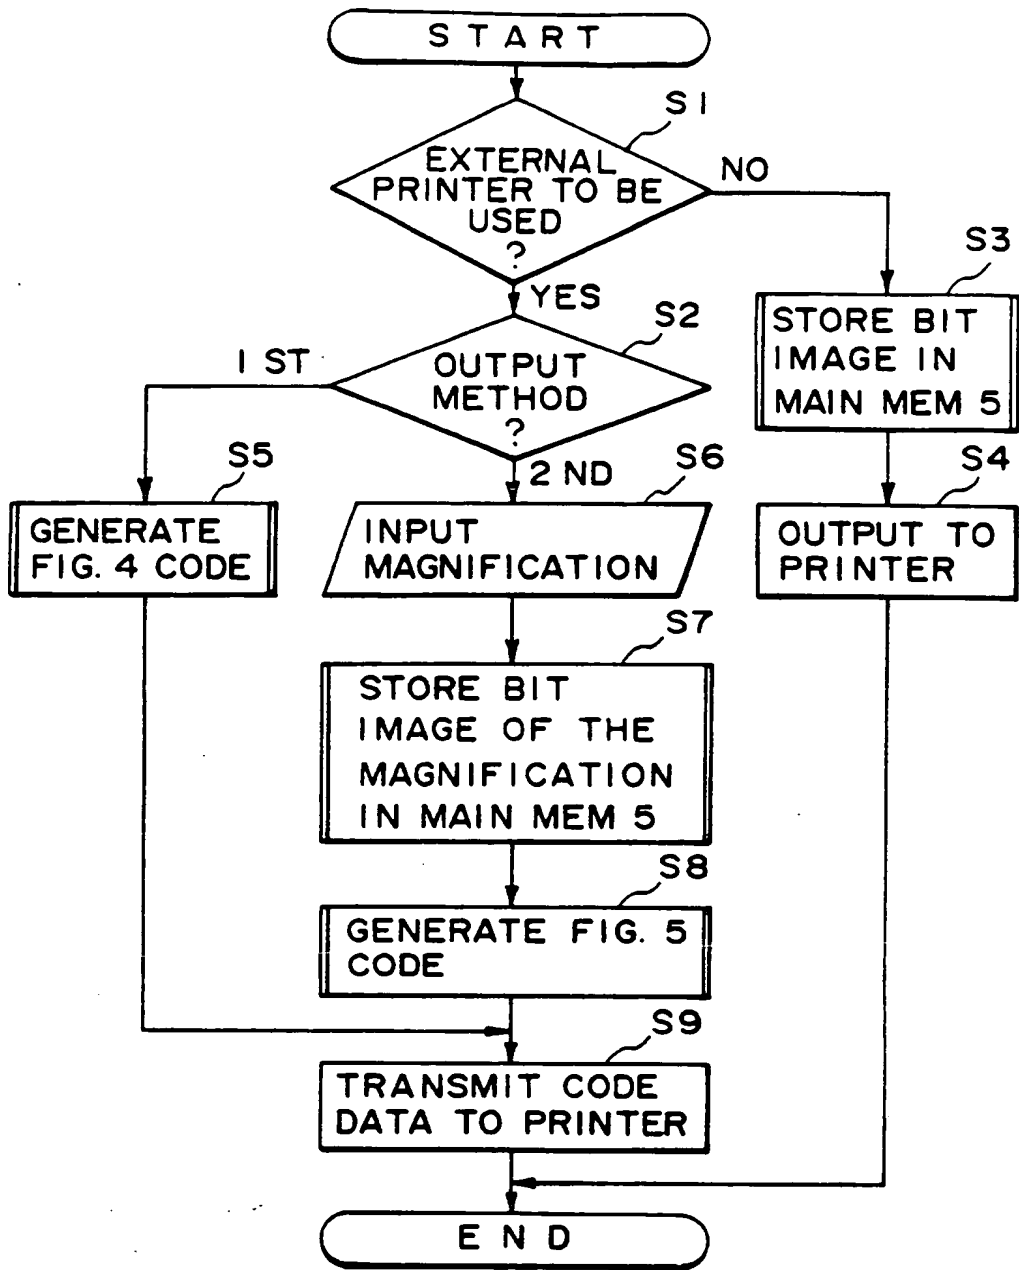 START
S1
EXTERNAL
PRINTER TO BE
USED
?
NO
YES
S3
STORE BIT
IMAGE IN
MAIN MEM 5
S2
OUTPUT
METHOD
?
1 ST
2 ND
S4
OUTPUT TO
PRINTER
S5
GENERATE
FIG. 4 CODE
S6
INPUT
MAGNIFICATION
S7
STORE BIT
IMAGE OF THE
MAGNIFICATION
IN MAIN MEM 5
S8
GENERATE FIG. 5
CODE
S9
TRANSMIT CODE
DATA TO PRINTER
END